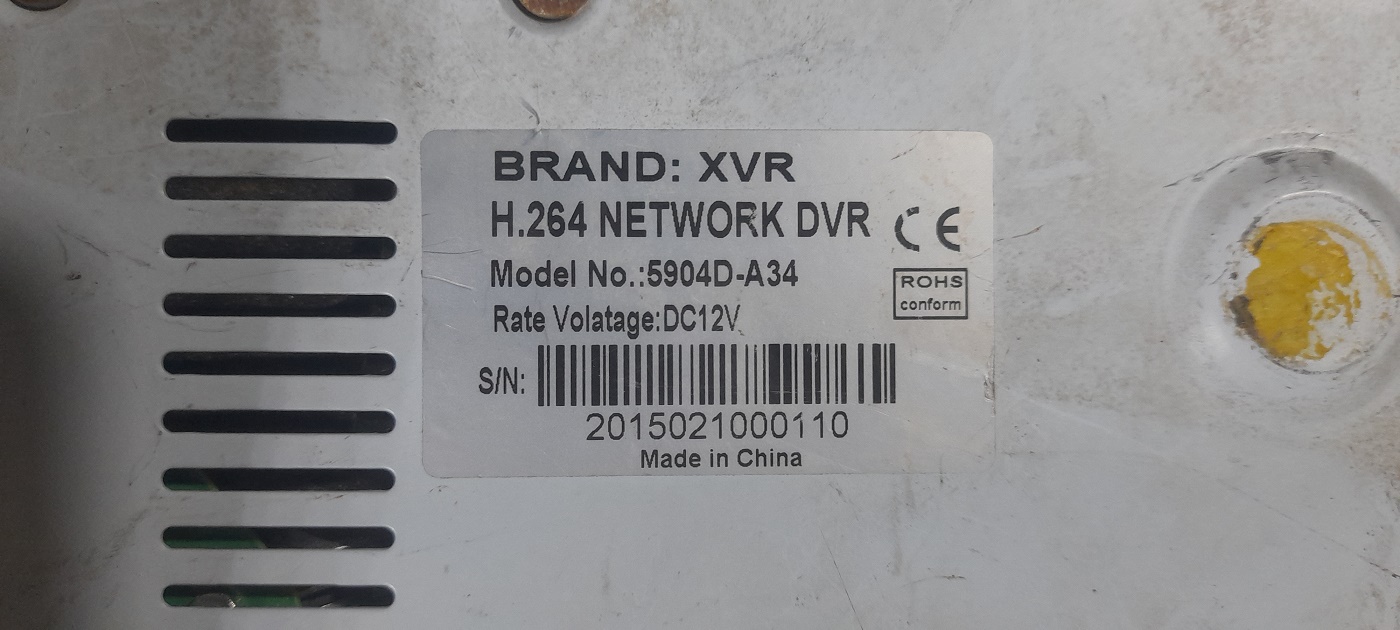 BRAND: XVR
H.264 NETWORK DVR CE
Model No.:5904D-A34
ROHS
conform
Rate Volatage:DC12V
S/N:
2015021000110
Made in China